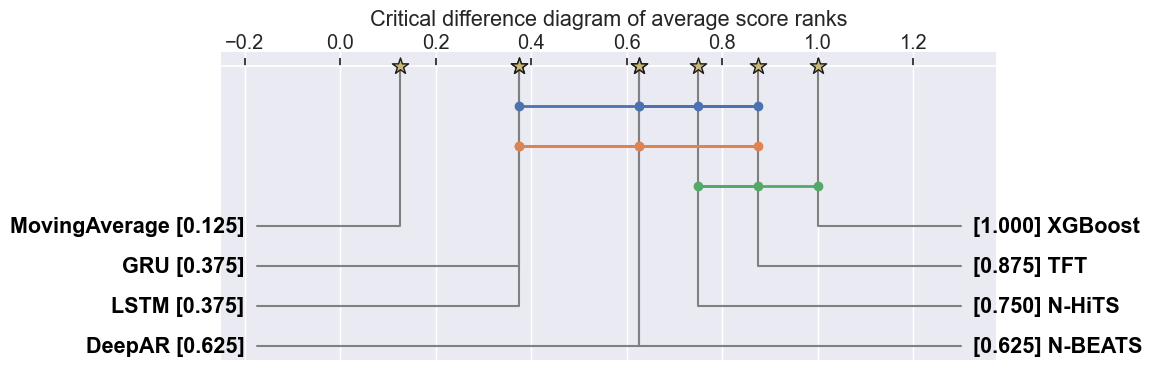 Critical difference diagram of average score ranks
−0.2 0.0 0.2 0.4 0.6 0.8 1.0 1.2
MovingAverage [0.125] [1.000] XGBoost
GRU [0.375] [0.875] TFT
LSTM [0.375] [0.750] N-HiTS
DeepAR [0.625] [0.625] N-BEATS